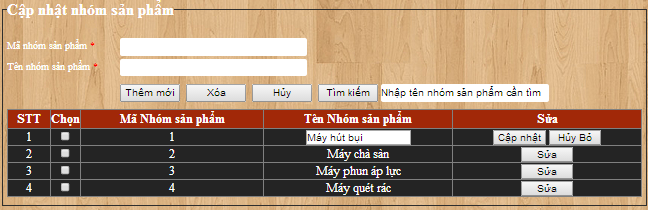 Cập nhật nhóm sản phẩm
Mã nhóm sản phẩm *
Tên nhóm sản phẩm *
Thêm mới Xóa Hủy Tìm kiếm Nhập tên nhóm sản phẩm cần tìm
STT Chọn Mã Nhóm sản phẩm Tên Nhóm sản phẩm Sửa
1 1 Máy hút bụi Cập nhật Hủy Bỏ
2 2 Máy chà sàn Sửa
3 3 Máy phun áp lực Sửa
4 4 Máy quét rác Sửa